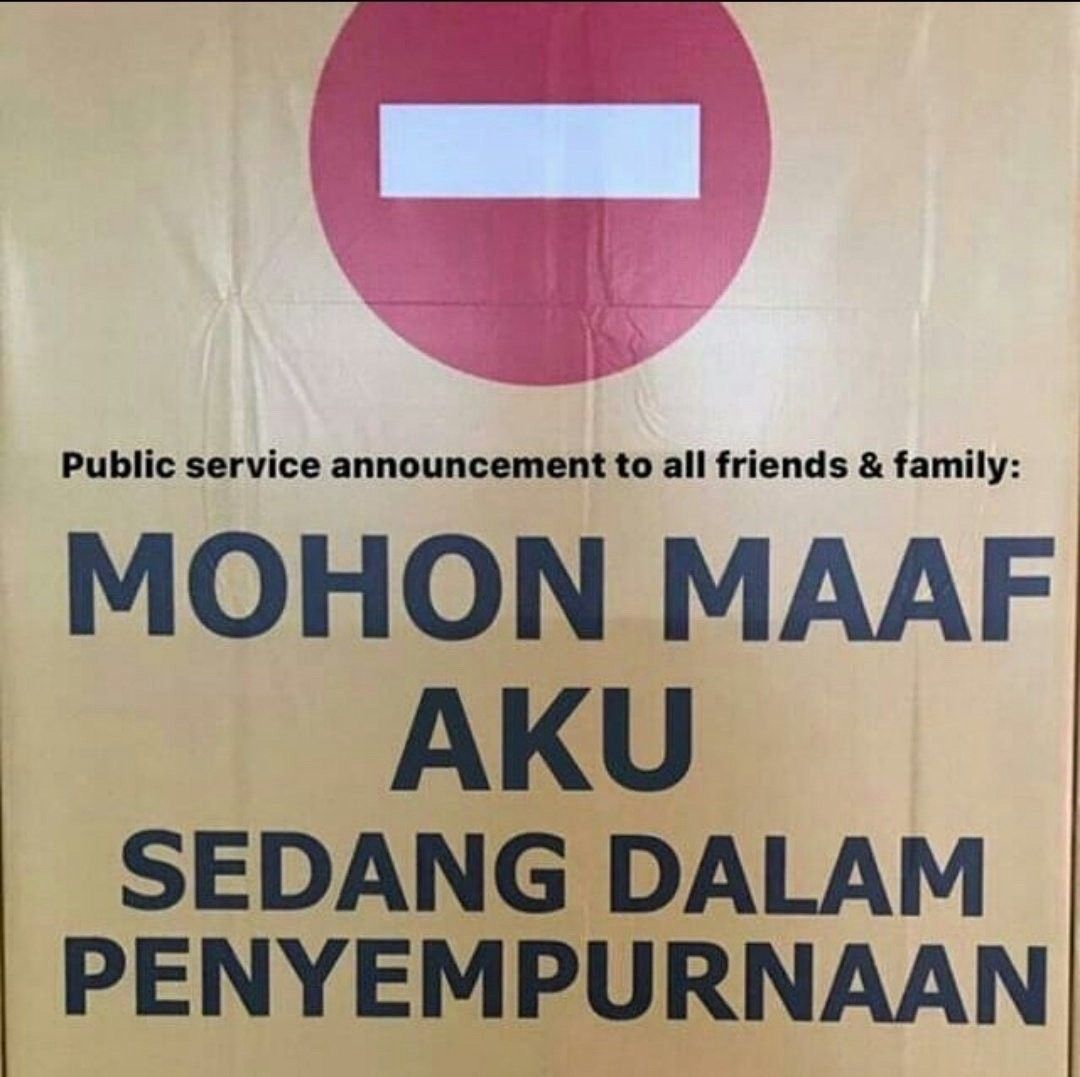 Public service announcement to all friends & family:
MOHON MAAF
AKU
SEDANG DALAM
PENYEMPURNAAN